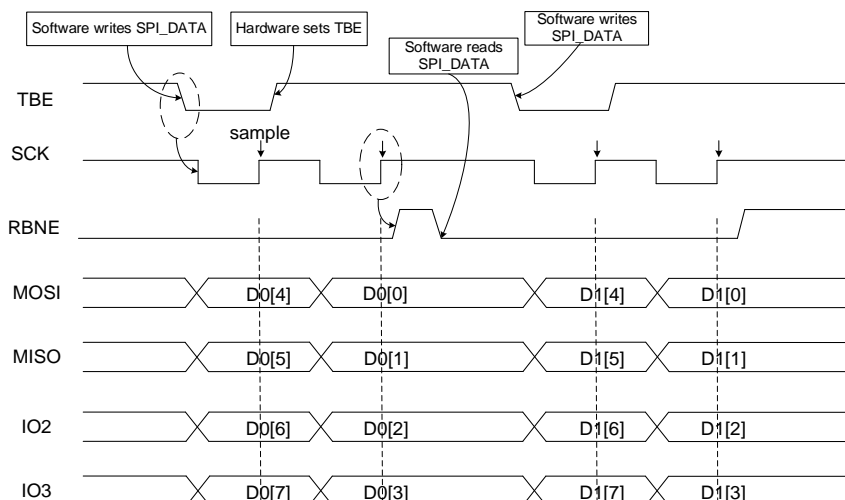 Software writes SPI_DATA
Hardware sets TBE
Software reads
SPI_DATA
Software writes
SPI_DATA
TBE
sample
SCK
RBNE
MOSI
D0[4]
D0[0]
D1[4]
D1[0]
MISO
D0[5]
D0[1]
D1[5]
D1[1]
IO2
D0[6]
D0[2]
D1[6]
D1[2]
IO3
D0[7]
D0[3]
D1[7]
D1[3]